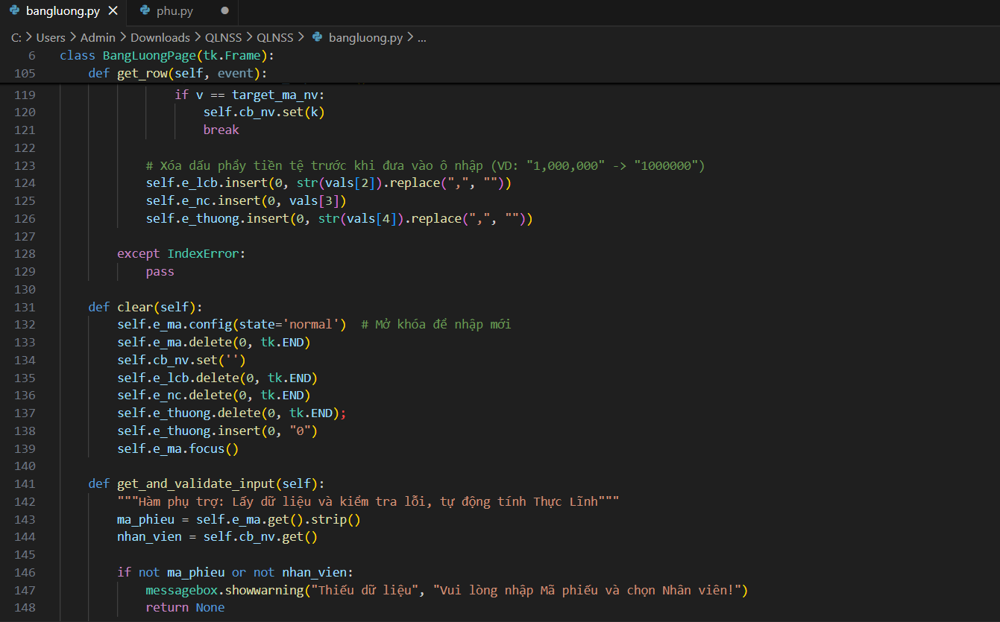 bangluong.py
phu.py
C: > Users > Admin > Downloads > QLNSS > QLNSS > bangluong.py > ...
6 class BangLuongPage(tk.Frame):
105 def get_row(self, event):
119 if v == target_ma_nv:
120 self.cb_nv.set(k)
121 break
122
123 # Xóa dấu phẩy tiền tệ trước khi đưa vào ô nhập (VD: "1,000,000" -> "1000000")
124 self.e_lcb.insert(0, str(vals[2]).replace(",", ""))
125 self.e_nc.insert(0, vals[3])
126 self.e_thuong.insert(0, str(vals[4]).replace(",", ""))
127
128 except IndexError:
129 pass
130
131 def clear(self):
132 self.e_ma.config(state='normal') # Mở khóa để nhập mới
133 self.e_ma.delete(0, tk.END)
134 self.cb_nv.set('')
135 self.e_lcb.delete(0, tk.END)
136 self.e_nc.delete(0, tk.END)
137 self.e_thuong.delete(0, tk.END);
138 self.e_thuong.insert(0, "0")
139 self.e_ma.focus()
140
141 def get_and_validate_input(self):
142 """Hàm phụ trợ: Lấy dữ liệu và kiểm tra lỗi, tự động tính Thực Lĩnh"""
143 ma_phieu = self.e_ma.get().strip()
144 nhan_vien = self.cb_nv.get()
145
146 if not ma_phieu or not nhan_vien:
147 messagebox.showwarning("Thiếu dữ liệu", "Vui lòng nhập Mã phiếu và chọn Nhân viên!")
148 return None